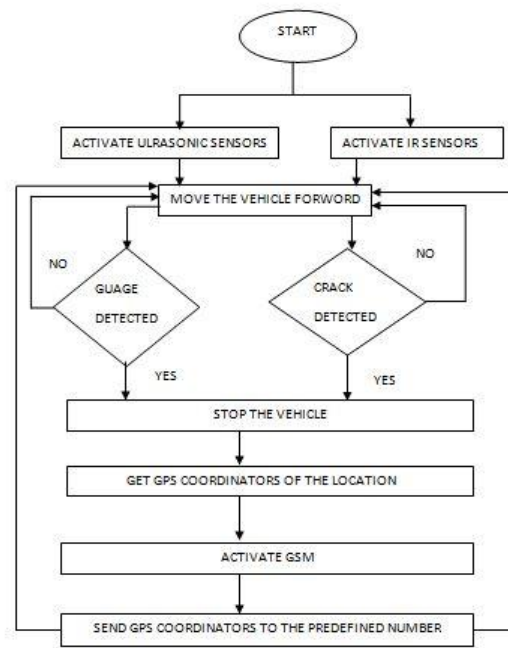 START
ACTIVATE ULRASONIC SENSORS
ACTIVATE IR SENSORS
MOVE THE VEHICLE FORWORD
NO
GUAGE
DETECTED
CRACK
DETECTED
NO
YES
YES
STOP THE VEHICLE
GET GPS COORDINATORS OF THE LOCATION
ACTIVATE GSM
SEND GPS COORDINATORS TO THE PREDEFINED NUMBER